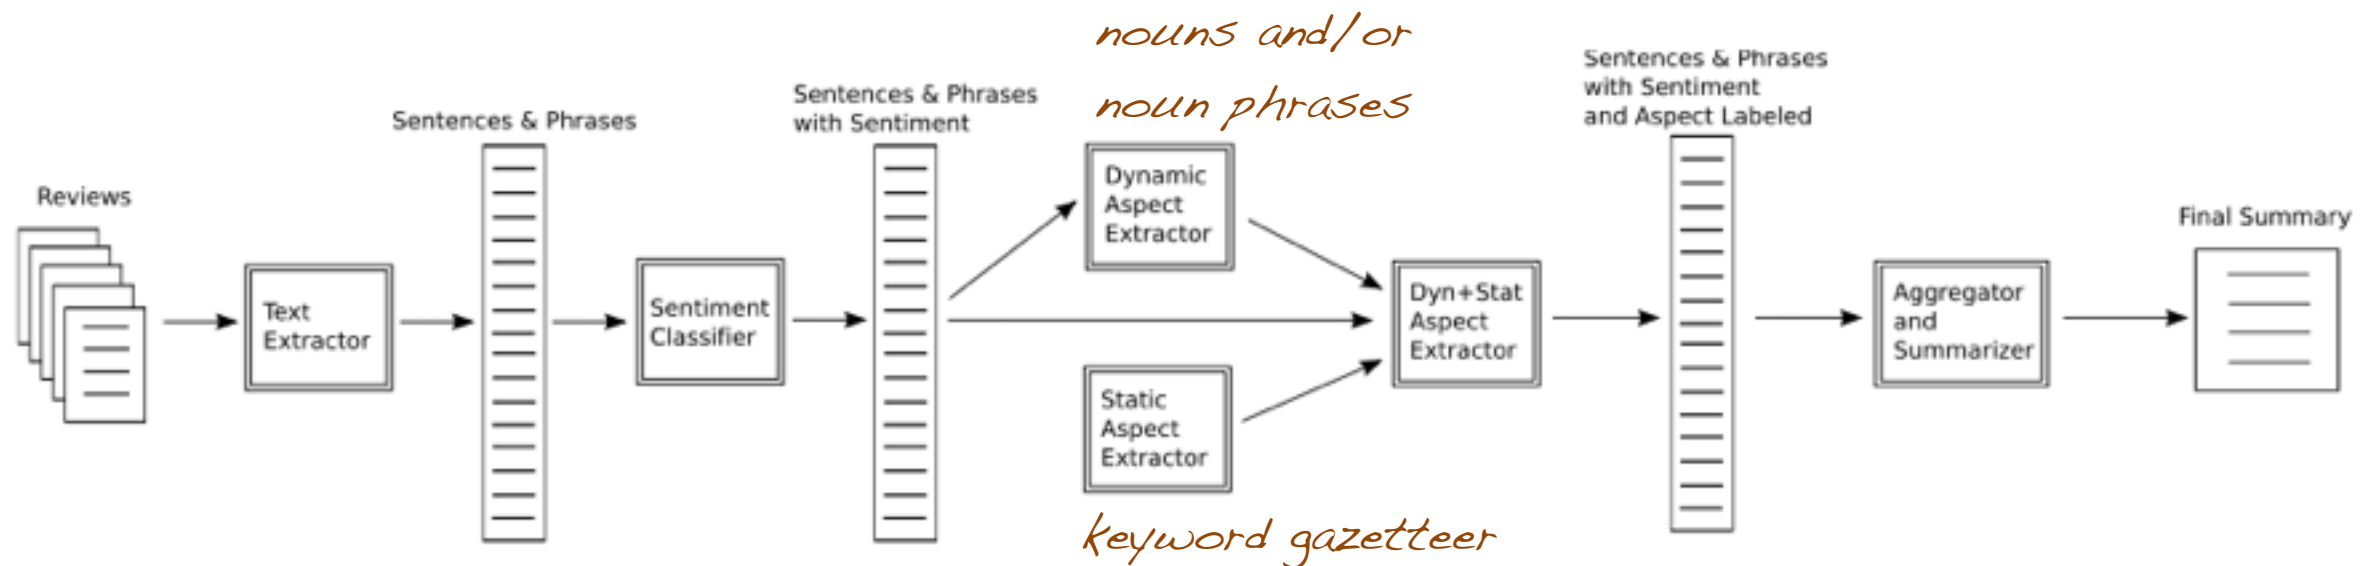 Reviews
Text
Extractor
Sentences & Phrases
Sentiment
Classifier
Sentences & Phrases
with Sentiment
nouns and/or
noun phrases
Dynamic
Aspect
Extractor
Static
Aspect
Extractor
keyword gazetteer
Dyn+Stat
Aspect
Extractor
Sentences & Phrases
with Sentiment
and Aspect Labeled
Aggregator
and
Summarizer
Final Summary